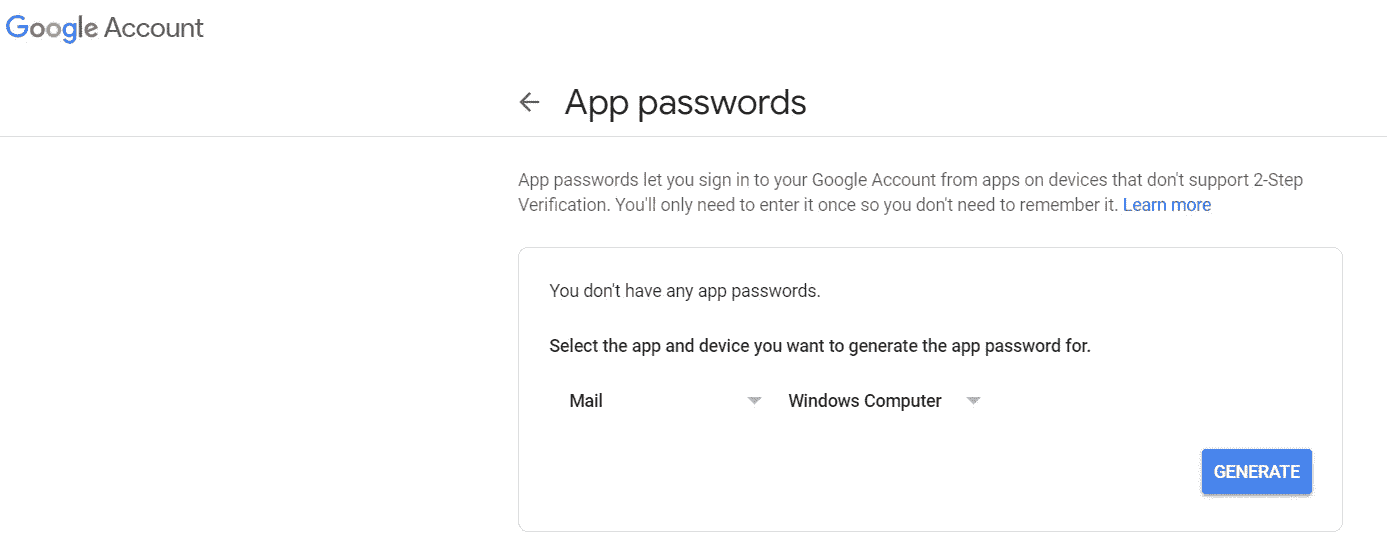 Google Account
App passwords
App passwords let you sign in to your Google Account from apps on devices that don't support 2-Step
Verification. You'll only need to enter it once so you don't need to remember it. Learn more
You don't have any app passwords.
Select the app and device you want to generate the app password for.
Mail Windows Computer
GENERATE